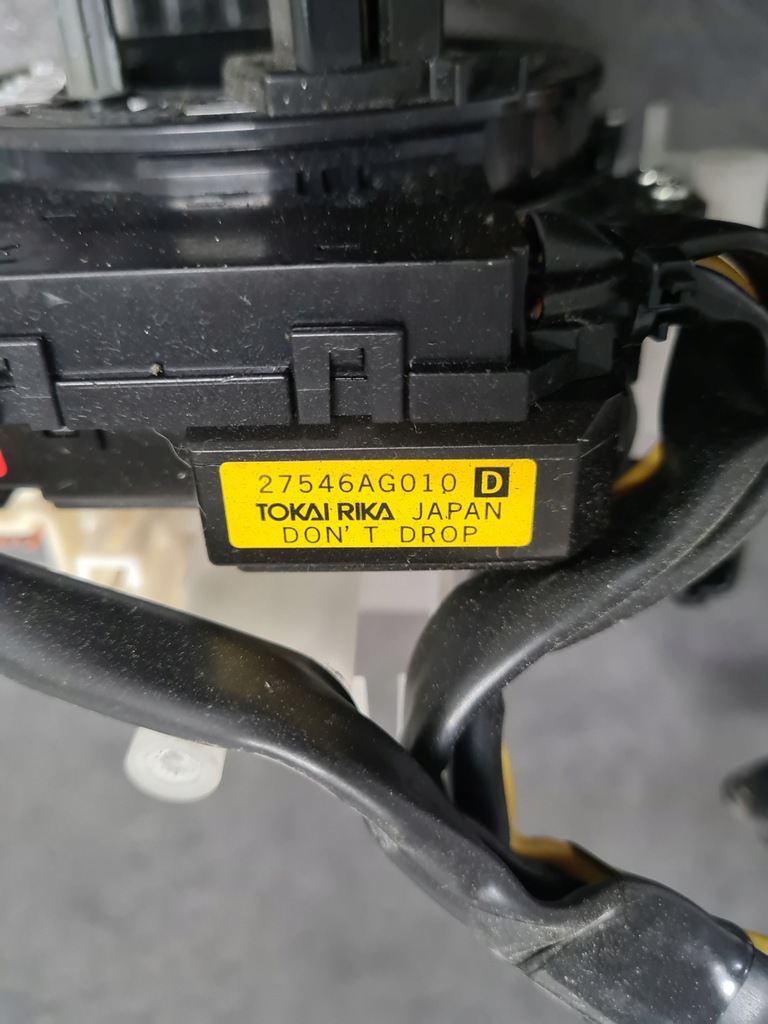 27546AG010 D
TOKAI RIKA JAPAN
DON'T DROP